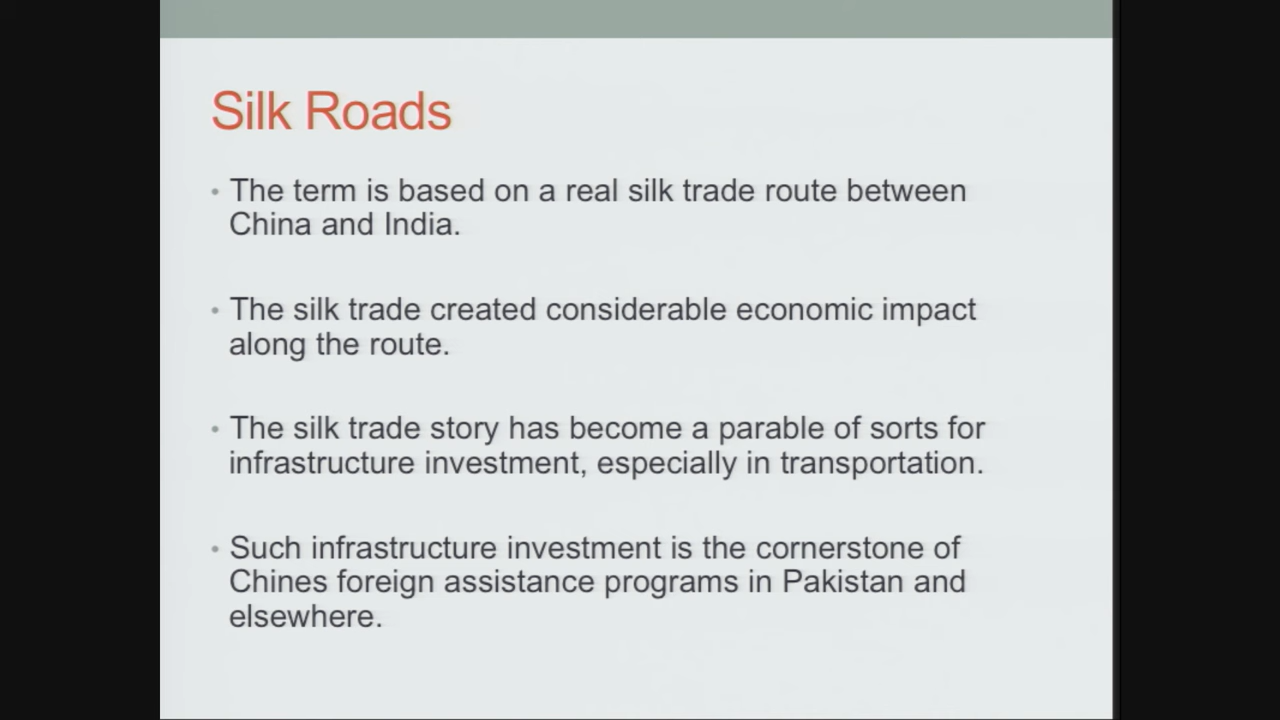 Silk Roads
• The term is based on a real silk trade route between
China and India.
• The silk trade created considerable economic impact
along the route.
• The silk trade story has become a parable of sorts for
infrastructure investment, especially in transportation.
• Such infrastructure investment is the cornerstone of
Chines foreign assistance programs in Pakistan and
elsewhere.